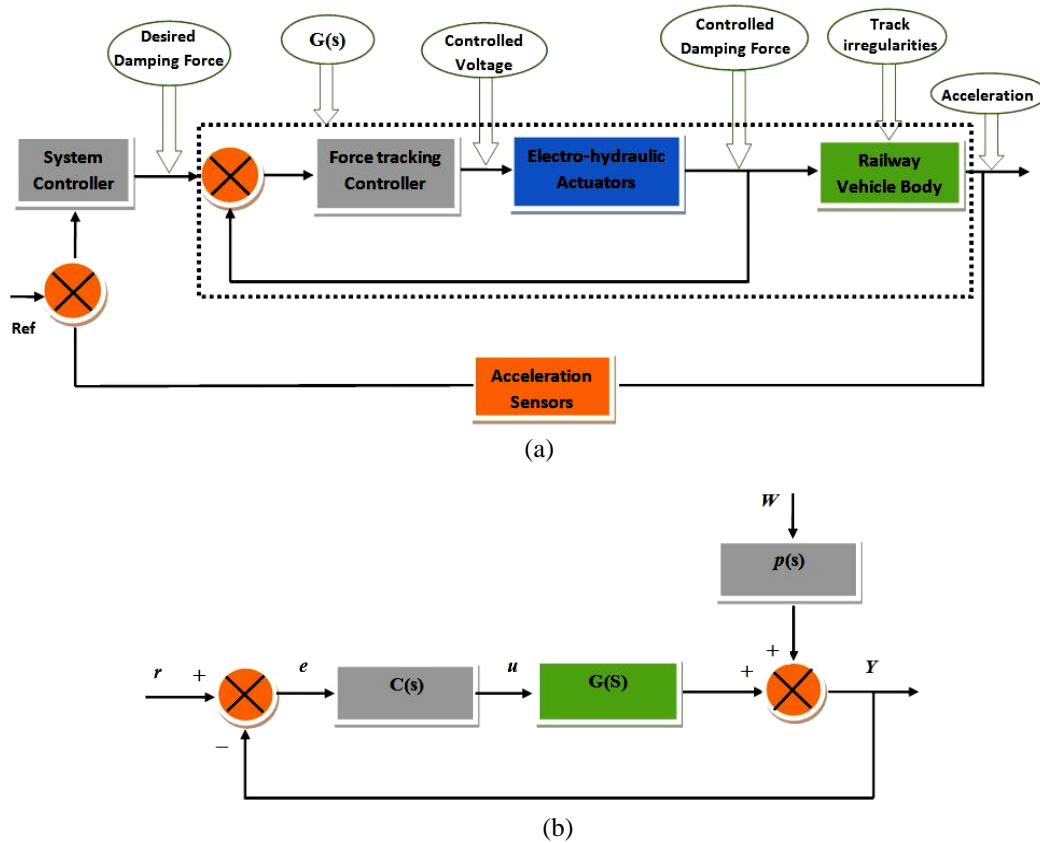 Desired
Damping Force
G(s)
Controlled
Voltage
Controlled
Damping Force
Track
irregularities
Acceleration
System
Controller
Force tracking
Controller
Electro-hydraulic
Actuators
Railway
Vehicle Body
Ref
Acceleration
Sensors
(a)
W
p(s)
r
+
e
C(s)
u
G(S)
+
+
Y
−
(b)